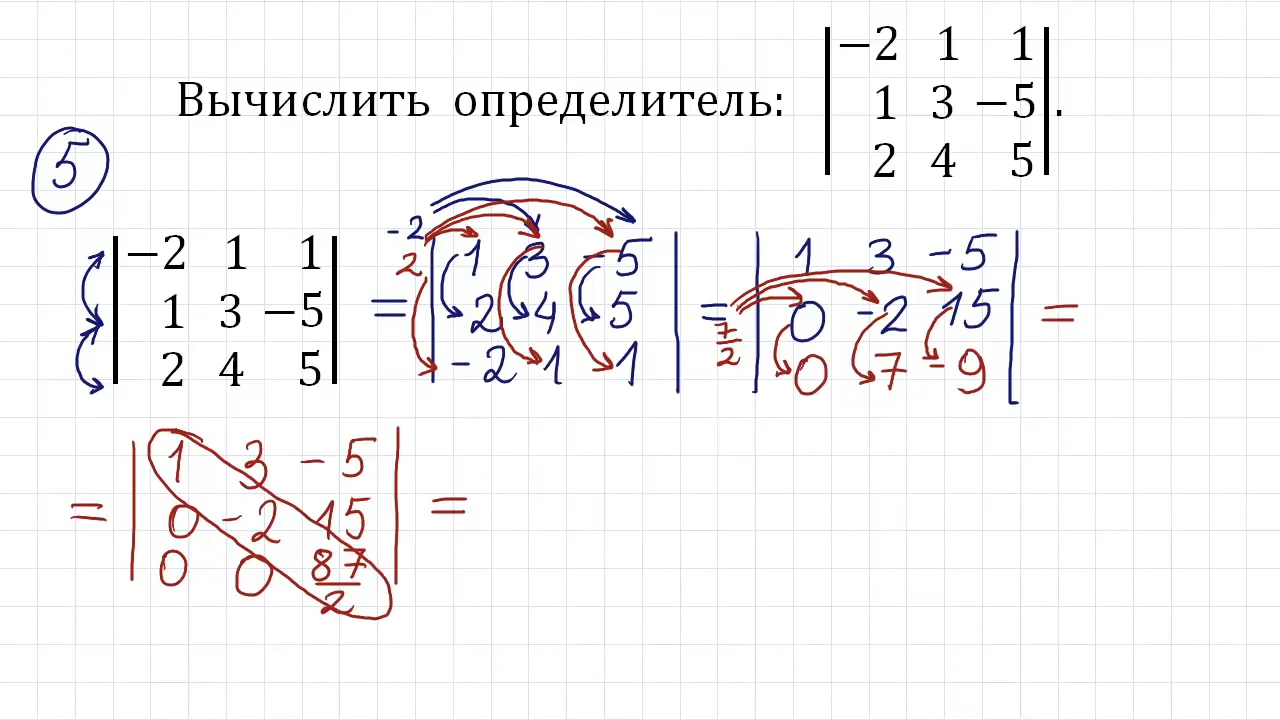 Вычислить определитель: |−2 1 1|
|1 3 −5|.
|2 4 5|
5
|−2 1 1|
|1 3 −5|
|2 4 5|
=
-2
2
|1 3 -5|
|2 4 5|
|-2 1 1|
=
7/2
|1 3 -5|
|0 -2 15|
|0 7 -9|
=
= |1 3 -5|
|0 -2 15|
|0 0 87/2|
=